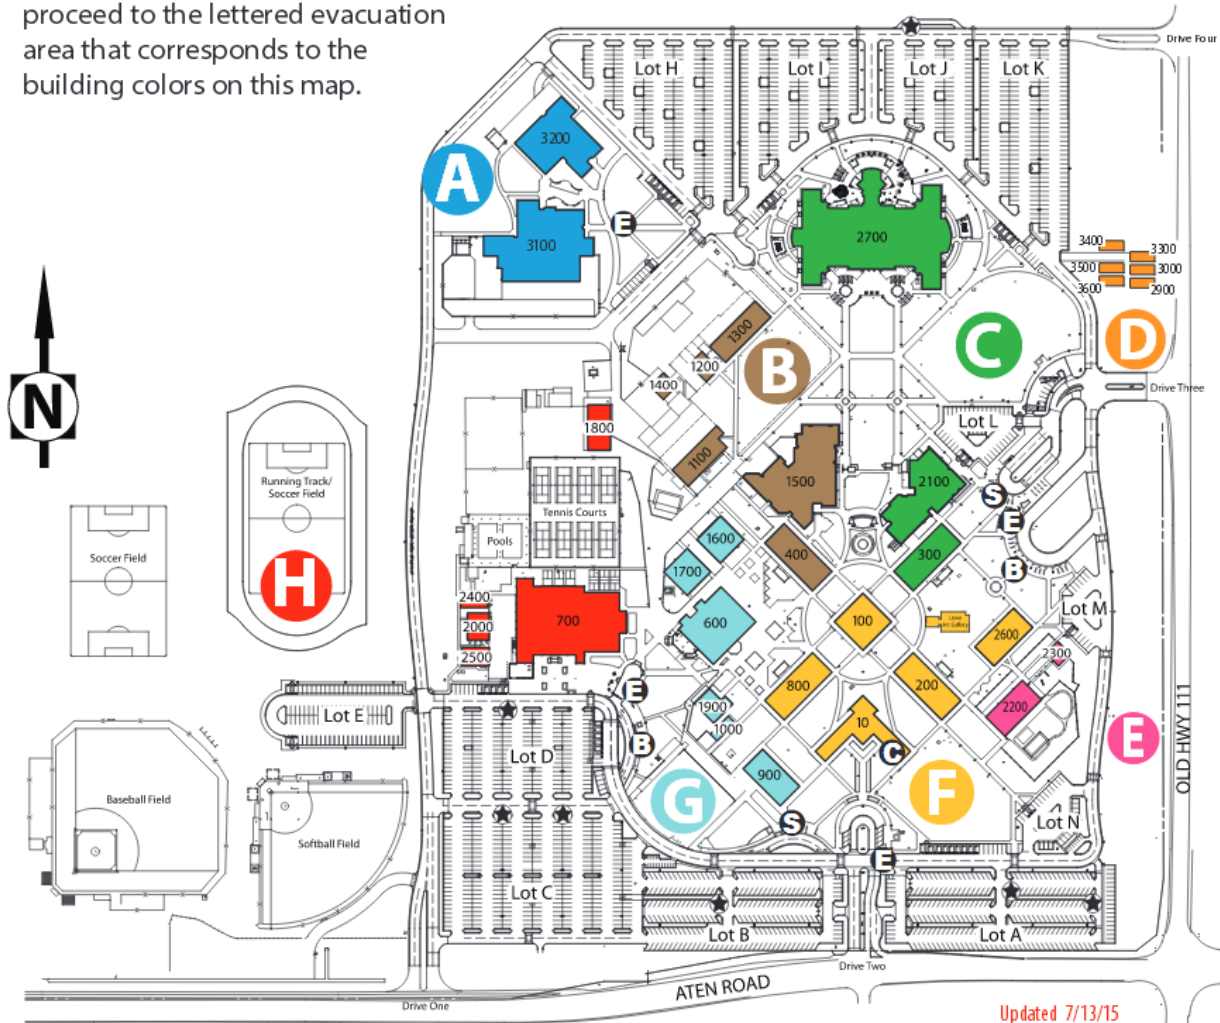 proceed to the lettered evacuation
area that corresponds to the
building colors on this map.
Drive Four
Lot H
Lot I
Lot J
Lot K
3200
A
E
3100
2700
3400
3300
3500
3000
3600
2900
1300
B
C
D
1200
1400
N
Drive Three
1800
Lot L
1100
1500
2100
S
Running Track/
Soccer Field
Tennis Courts
E
Pools
1600
400
300
Soccer Field
1700
B
H
2400
2000
700
600
100
Lowe
Art Gallery
2600
Lot M
2500
2300
E
800
200
2200
Lot E
1900
1000
10
E
B
C
Lot D
OLD HWY 111
900
G
F
Baseball Field
S
Lot N
Softball Field
E
Lot C
Lot B
Lot A
Drive Two
ATEN ROAD
Drive One
Updated 7/13/15